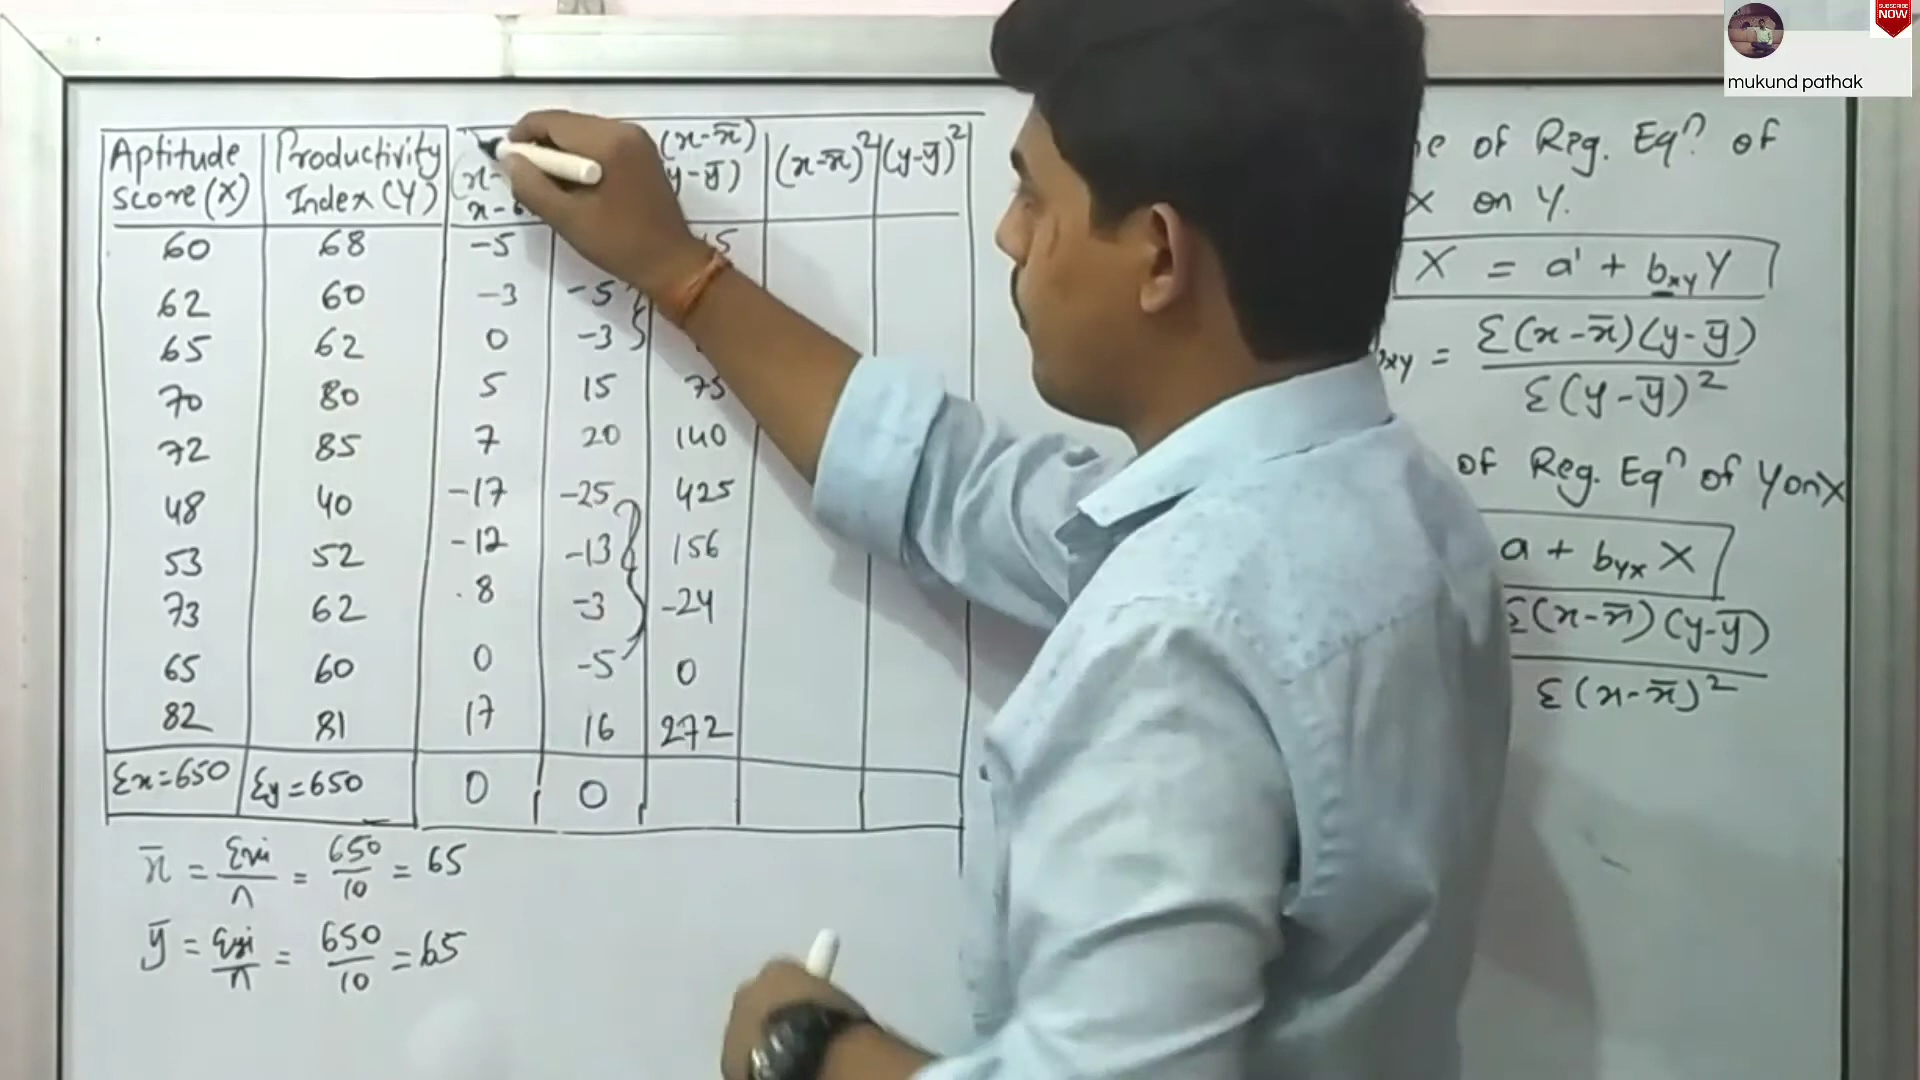 SUBSCRIBE
NOW
mukund pathak
Aptitude Score (X) | Productivity Index (Y) | (x- x-6 | (x-x̄) y-ȳ) | (x-x̄)² | (y-ȳ)²
60 68 -5
62 60 -3 -5
65 62 0 -3
70 80 5 15 75
72 85 7 20 140
48 40 -17 -25 425
53 52 -12 -13 156
73 62 8 -3 -24
65 60 0 -5 0
82 81 17 16 272
Σx=650 Σy=650 0 0
x̄ = Σxi/n = 650/10 = 65
ȳ = Σyi/n = 650/10 = 65
of Reg. Eqⁿ of
X on Y.
X = a' + bxy Y
xy = Σ(x-x̄)(y-ȳ) / Σ(y-ȳ)²
of Reg. Eqⁿ of Y on X
a + byx X
Σ(x-x̄)(y-ȳ) / Σ(x-x̄)²